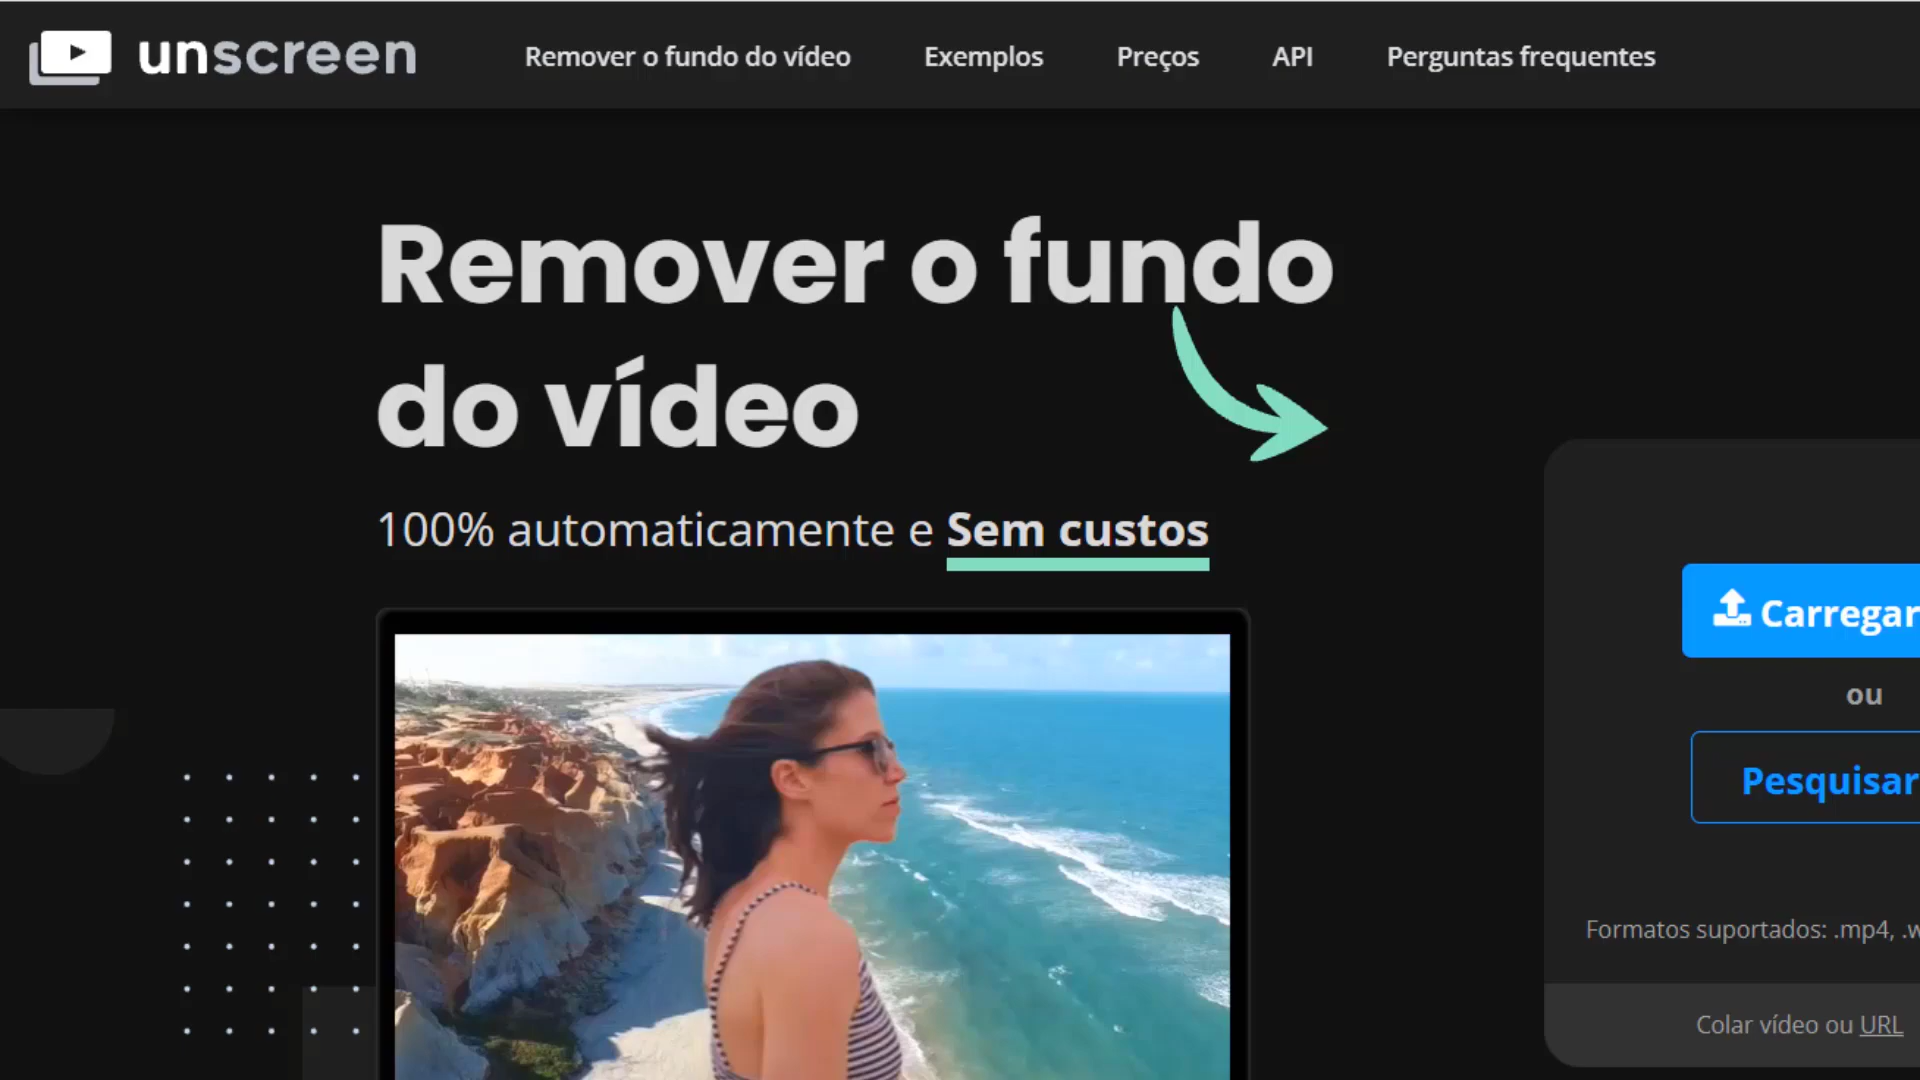 unscreen
Remover o fundo do vídeo
Exemplos
Preços
API
Perguntas frequentes
Remover o fundo
do vídeo
100% automaticamente e Sem custos
Carregar
ou
Pesquisar
Formatos suportados: .mp4, .w
Colar vídeo ou URL